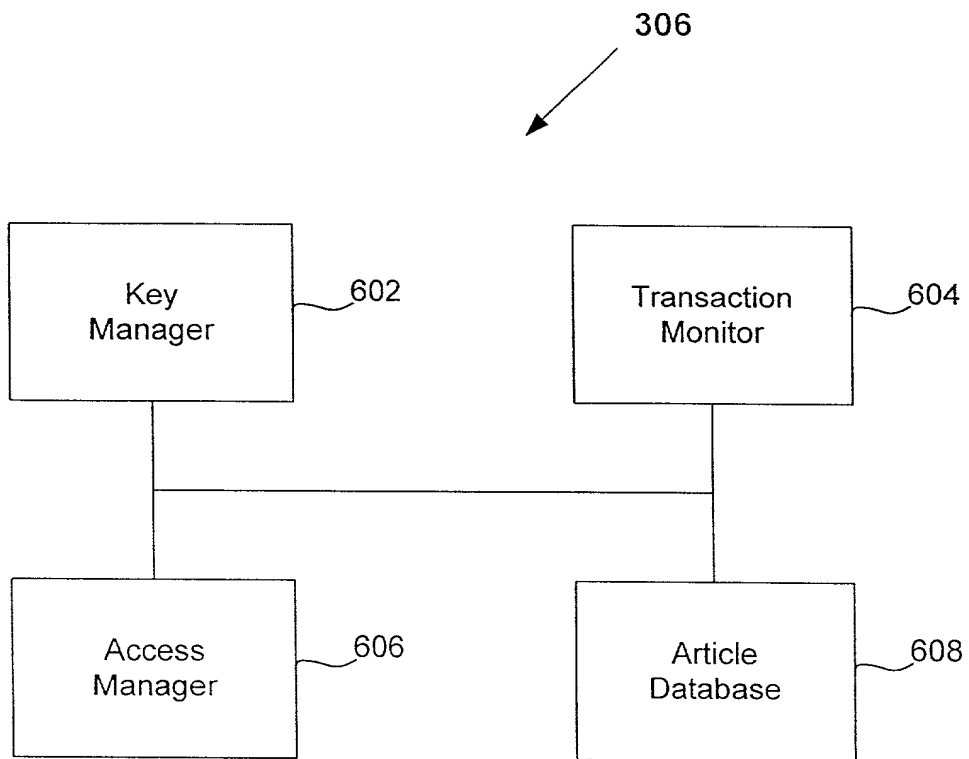 306
Key
Manager
602
Transaction
Monitor
604
Access
Manager
606
Article
Database
608